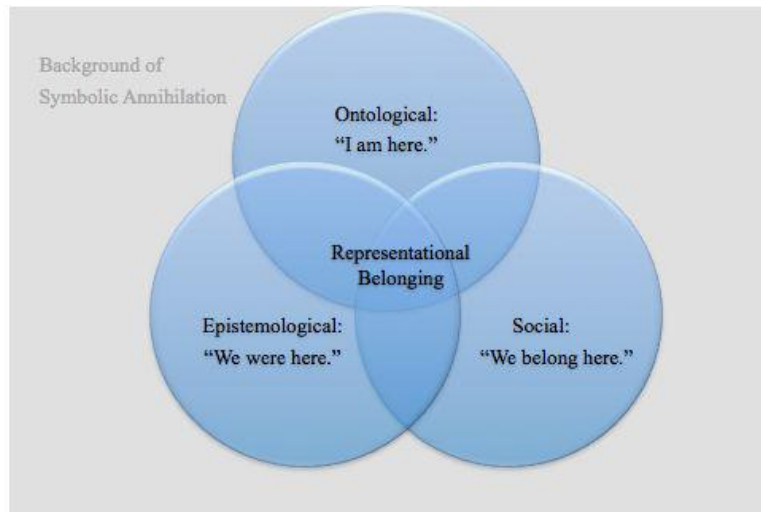 Background of
Symbolic Annihilation
Ontological:
“I am here.”
Representational
Belonging
Epistemological:
“We were here.”
Social:
“We belong here.”